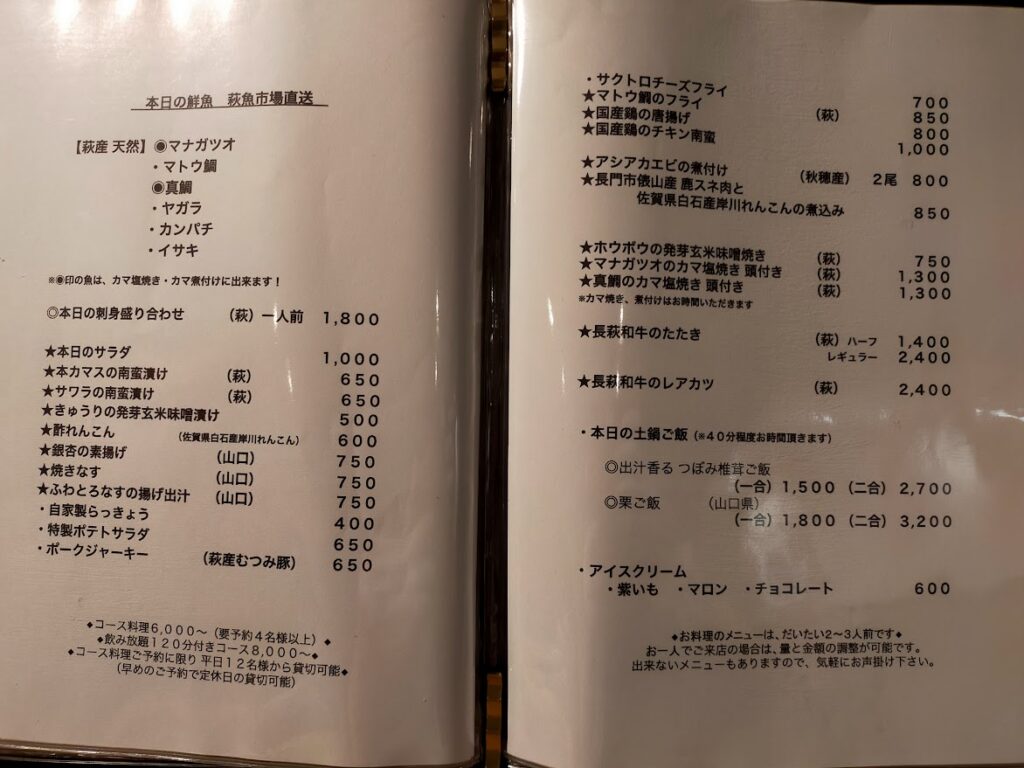 本日の鮮魚　萩魚市場直送
【萩産 天然】◉マナガツオ
・マトウ鯛
◉真鯛
・ヤガラ
・カンパチ
・イサキ
※◉印の魚は、カマ塩焼き・カマ煮付けに出来ます！
◎本日の刺身盛り合わせ　（萩）一人前　1,800
★本日のサラダ　1,000
★本カマスの南蛮漬け　（萩）　650
★サワラの南蛮漬け　（萩）　650
★きゅうりの発芽玄米味噌漬け　500
★酢れんこん　（佐賀県白石産岸川れんこん）　600
★銀杏の素揚げ　（山口）　750
★焼きなす　（山口）　750
★ふわとろなすの揚げ出汁　（山口）　750
・自家製らっきょう　400
・特製ポテトサラダ　650
・ポークジャーキー　（萩産むつみ豚）　650
◆コース料理6,000〜（要予約４名様以上）◆
◆飲み放題１２０分付きコース8,000〜◆
◆コース料理ご予約に限り 平日１２名様から貸切可能◆
（早めのご予約で定休日の貸切可能）
・サクトロチーズフライ　700
★マトウ鯛のフライ　（萩）　850
★国産鶏の唐揚げ　800
★国産鶏のチキン南蛮　1,000
★アシアカエビの煮付け　（秋穂産）　２尾　800
★長門市俵山産 鹿スネ肉と
佐賀県白石産岸川れんこんの煮込み　850
★ホウボウの発芽玄米味噌焼き　（萩）　750
★マナガツオのカマ塩焼き 頭付き　（萩）　1,300
★真鯛のカマ塩焼き 頭付き　（萩）　1,300
※カマ焼き、煮付けはお時間いただきます
★長萩和牛のたたき　（萩）ハーフ　1,400
レギュラー　2,400
★長萩和牛のレアカツ　（萩）　2,400
・本日の土鍋ご飯（※４０分程度お時間頂きます）
◎出汁香る つぼみ椎茸ご飯
（一合）1,500（二合）2,700
◎栗ご飯　（山口県）
（一合）1,800（二合）3,200
・アイスクリーム
・紫いも　・マロン　・チョコレート　600
◆お料理のメニューは、だいたい２〜３人前です◆
お一人でご来店の場合は、量と金額の調整が可能です。
出来ないメニューもありますので、気軽にお声掛け下さい。